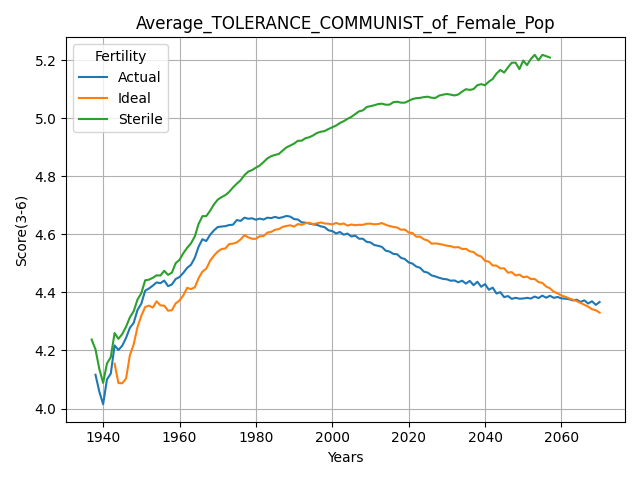 Average_TOLERANCE_COMMUNIST_of_Female_Pop
Fertility
Actual
Ideal
Sterile
Score(3-6)
5.2
5.0
4.8
4.6
4.4
4.2
4.0
1940 1960 1980 2000 2020 2040 2060
Years